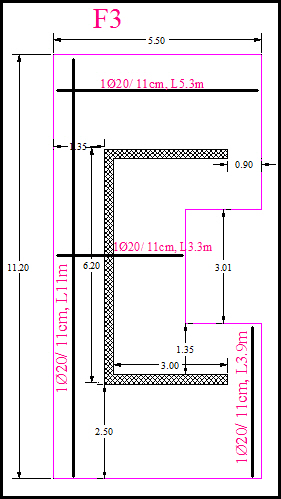 F3
5.50
1Ø20/ 11cm, L5.3m
1.35
0.90
1Ø20/ 11cm, L3.3m
11.20
6.20
3.01
1Ø20/ 11cm, L11m
1.35
3.00
1Ø20/ 11cm, L3.9m
2.50